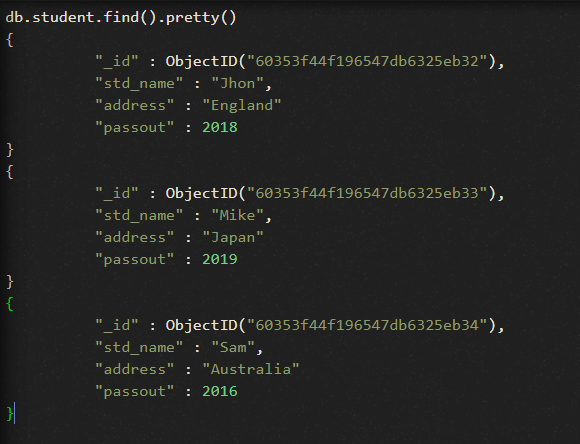 db.student.find().pretty()
{
"_id" : ObjectID("60353f44f196547db6325eb32"),
"std_name" : "Jhon",
"address" : "England"
"passout" : 2018
}
{
"_id" : ObjectID("60353f44f196547db6325eb33"),
"std_name" : "Mike",
"address" : "Japan"
"passout" : 2019
}
{
"_id" : ObjectID("60353f44f196547db6325eb34"),
"std_name" : "Sam",
"address" : "Australia"
"passout" : 2016
}